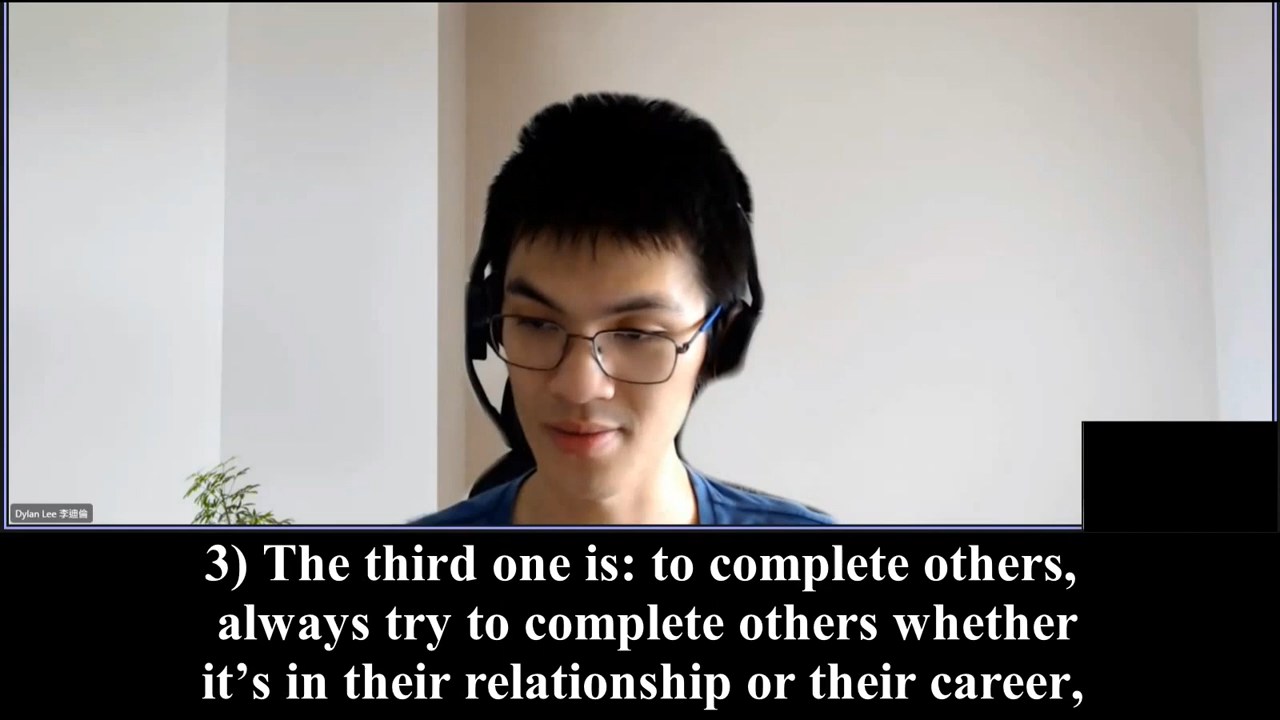 Dylan Lee 李迪倫
3) The third one is: to complete others,
always try to complete others whether
it’s in their relationship or their career,